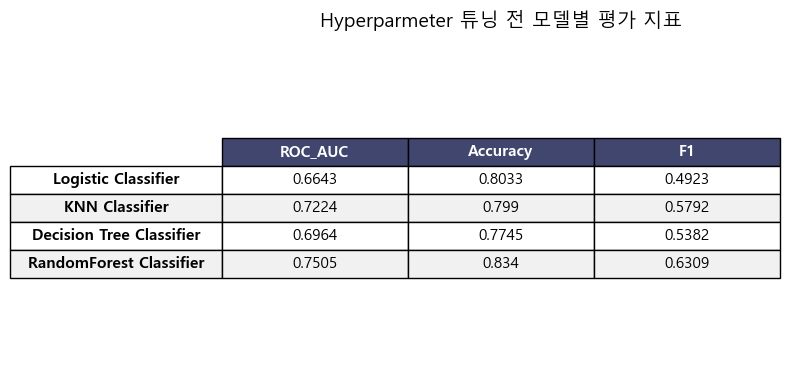 Hyperparmeter 튜닝 전 모델별 평가 지표
ROC_AUC Accuracy F1
Logistic Classifier 0.6643 0.8033 0.4923
KNN Classifier 0.7224 0.799 0.5792
Decision Tree Classifier 0.6964 0.7745 0.5382
RandomForest Classifier 0.7505 0.834 0.6309